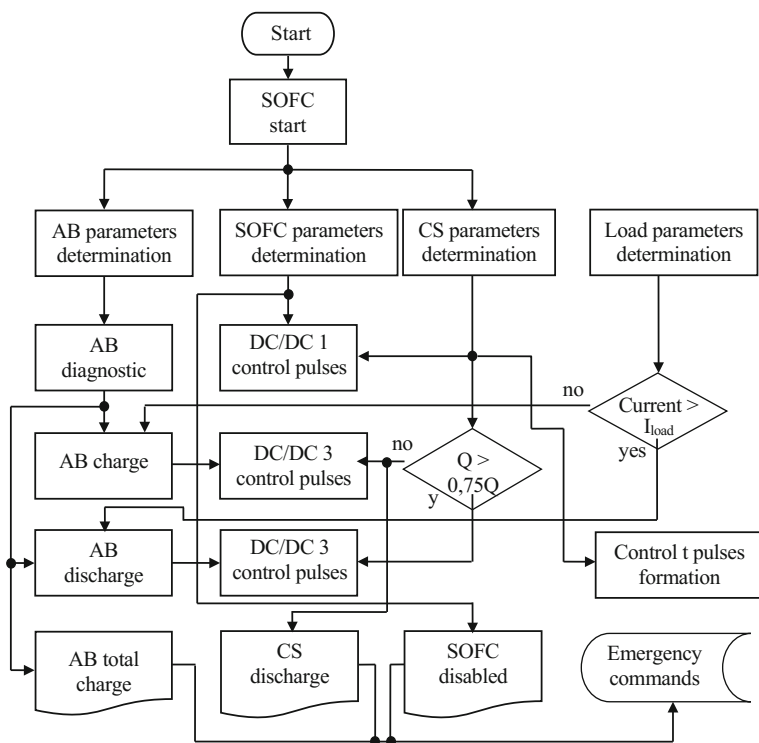 Start
SOFC
start
AB parameters
determination
SOFC parameters
determination
CS parameters
determination
Load parameters
determination
AB
diagnostic
DC/DC 1
control pulses
no
Current >
I_load
yes
AB charge
DC/DC 3
control pulses
no
Q >
0,75Q
y
AB
discharge
DC/DC 3
control pulses
Control t pulses
formation
AB total
charge
CS
discharge
SOFC
disabled
Emergency
commands